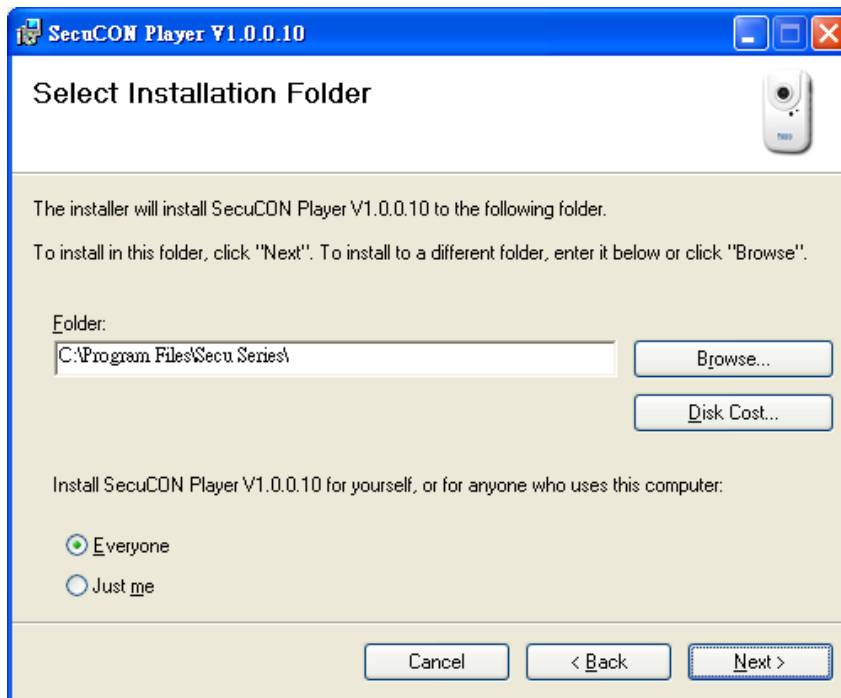 SecuCON Player V1.0.0.10
Select Installation Folder
The installer will install SecuCON Player V1.0.0.10 to the following folder.
To install in this folder, click "Next". To install to a different folder, enter it below or click "Browse".
Folder:
C:\Program Files\Secu Series\
Browse...
Disk Cost...
Install SecuCON Player V1.0.0.10 for yourself, or for anyone who uses this computer:
Everyone
Just me
Cancel
< Back
Next >